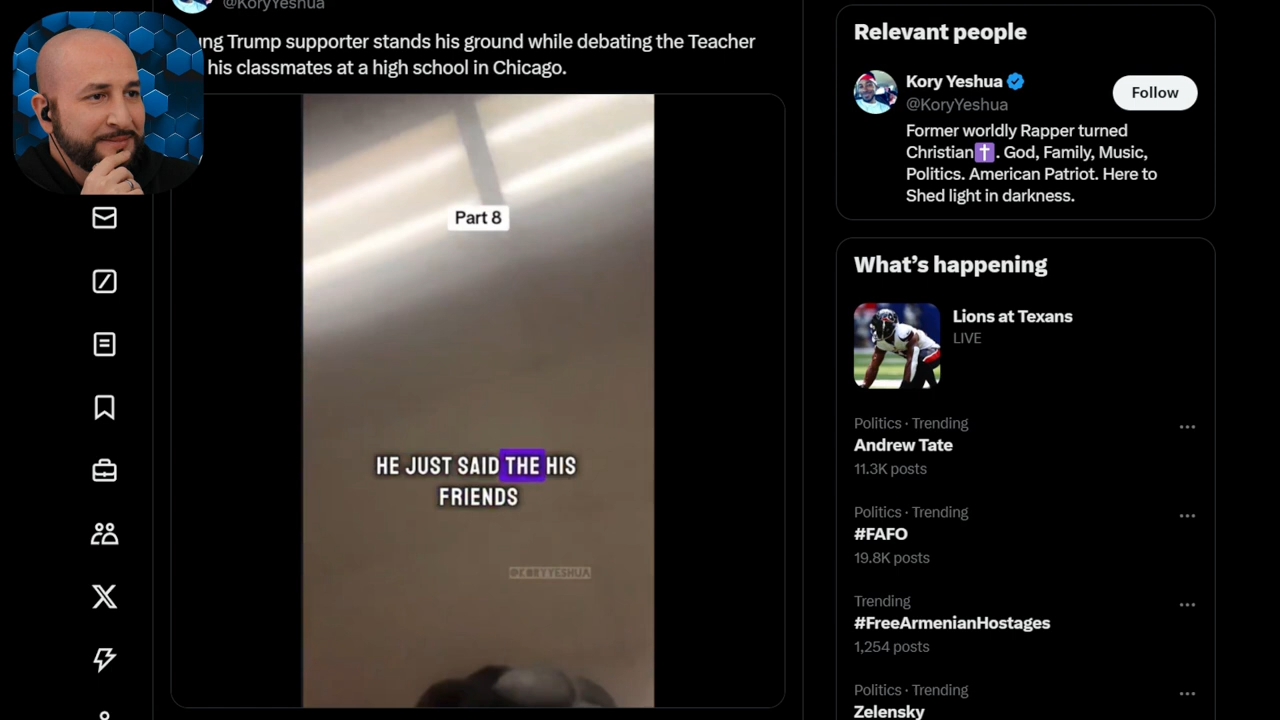 @KoryYeshua
ng Trump supporter stands his ground while debating the Teacher
his classmates at a high school in Chicago.
Part 8
HE JUST SAID THE HIS
FRIENDS
@KORYYESHUA
Relevant people
Kory Yeshua
@KoryYeshua
Follow
Former worldly Rapper turned
Christian✝️. God, Family, Music,
Politics. American Patriot. Here to
Shed light in darkness.
What's happening
Lions at Texans
LIVE
Politics · Trending
Andrew Tate
11.3K posts
Politics · Trending
#FAFO
19.8K posts
Trending
#FreeArmenianHostages
1,254 posts
Politics · Trending
Zelensky